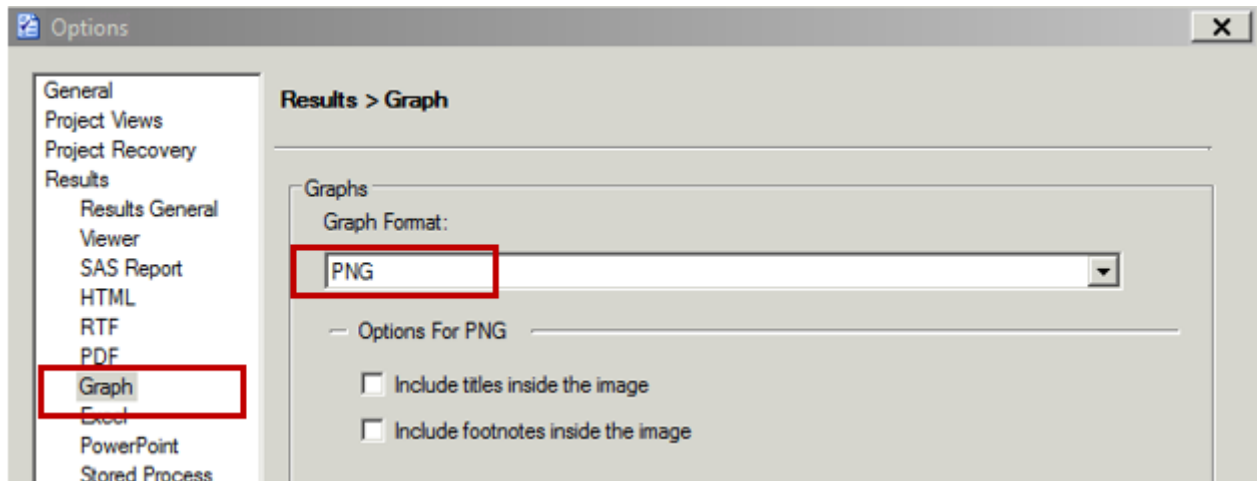 Options
General
Project Views
Project Recovery
Results
Results General
Viewer
SAS Report
HTML
RTF
PDF
Graph
Excel
PowerPoint
Stored Process
Results > Graph
Graphs
Graph Format:
PNG
Options For PNG
Include titles inside the image
Include footnotes inside the image